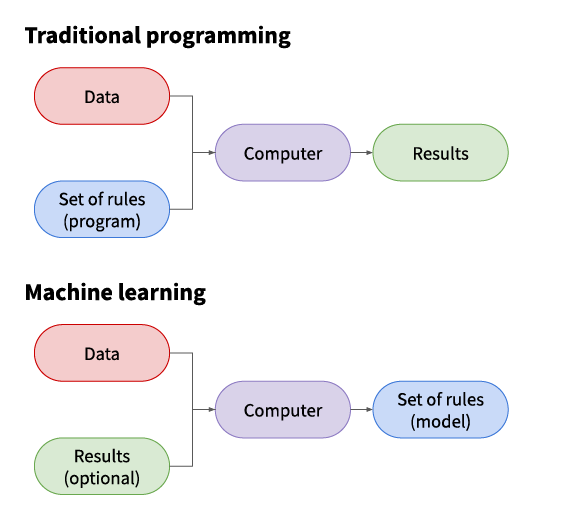 Traditional programming
Data
Computer
Results
Set of rules
(program)
Machine learning
Data
Computer
Set of rules
(model)
Results
(optional)